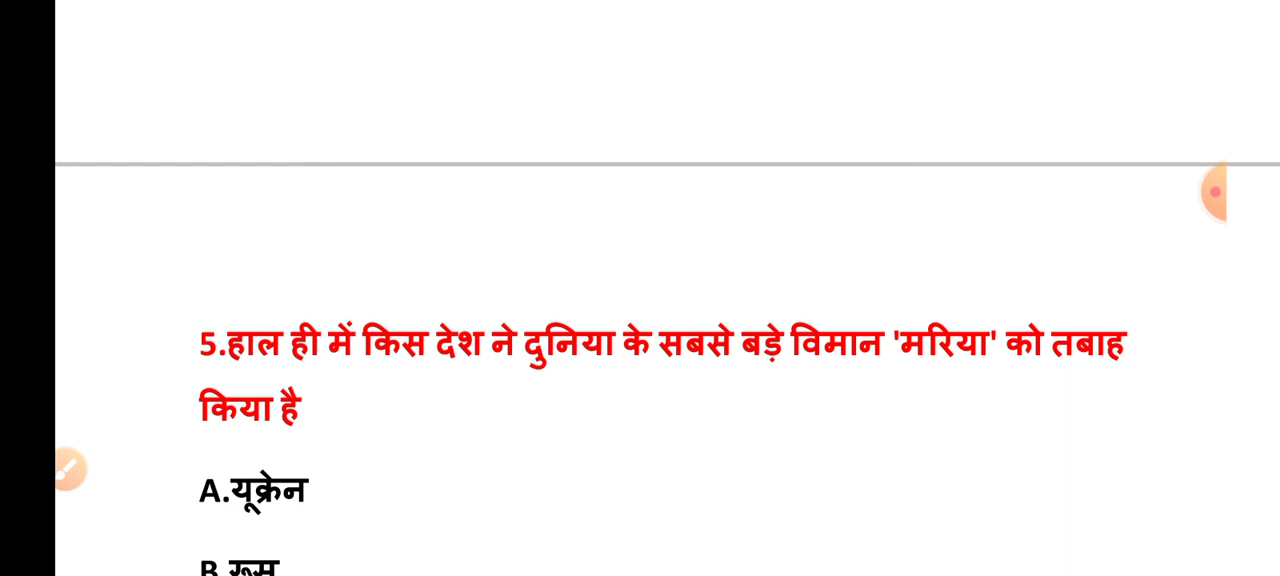 5.हाल ही में किस देश ने दुनिया के सबसे बड़े विमान 'मरिया' को तबाह
किया है
A.यूक्रेन
B.रूस